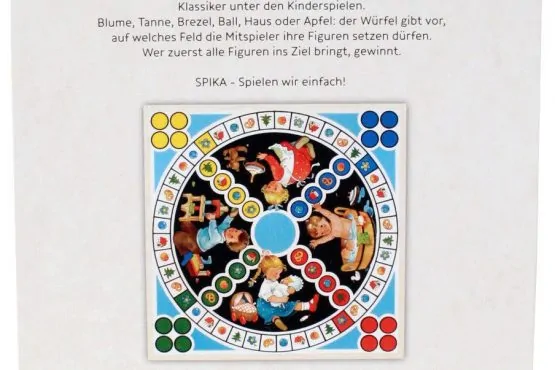 Klassiker unter den Kinderspielen.
Blume, Tanne, Brezel, Ball, Haus oder Apfel: der Würfel gibt vor,
auf welches Feld die Mitspieler ihre Figuren setzen dürfen.
Wer zuerst alle Figuren ins Ziel bringt, gewinnt.
SPIKA - Spielen wir einfach!